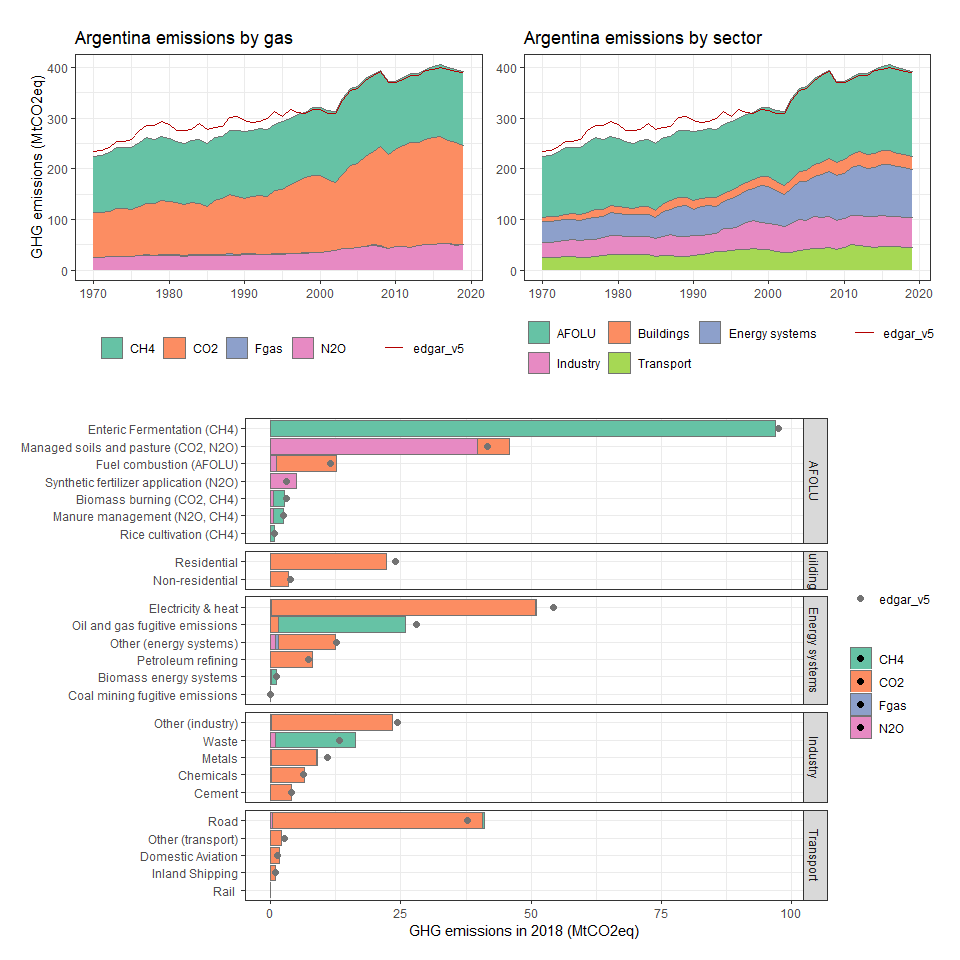 Argentina emissions by gas
GHG emissions (MtCO2eq)
400
300
200
100
0
1970 1980 1990 2000 2010 2020
CH4 CO2 Fgas N2O edgar_v5
Argentina emissions by sector
400
300
200
100
0
1970 1980 1990 2000 2010 2020
AFOLU Buildings Energy systems edgar_v5
Industry Transport
Enteric Fermentation (CH4)
Managed soils and pasture (CO2, N2O)
Fuel combustion (AFOLU)
Synthetic fertilizer application (N2O)
Biomass burning (CO2, CH4)
Manure management (N2O, CH4)
Rice cultivation (CH4)
AFOLU
Residential
Non-residential
uilding
Electricity & heat
Oil and gas fugitive emissions
Other (energy systems)
Petroleum refining
Biomass energy systems
Coal mining fugitive emissions
Energy systems
Other (industry)
Waste
Metals
Chemicals
Cement
Industry
Road
Other (transport)
Domestic Aviation
Inland Shipping
Rail
Transport
0 25 50 75 100
GHG emissions in 2018 (MtCO2eq)
edgar_v5
CH4
CO2
Fgas
N2O